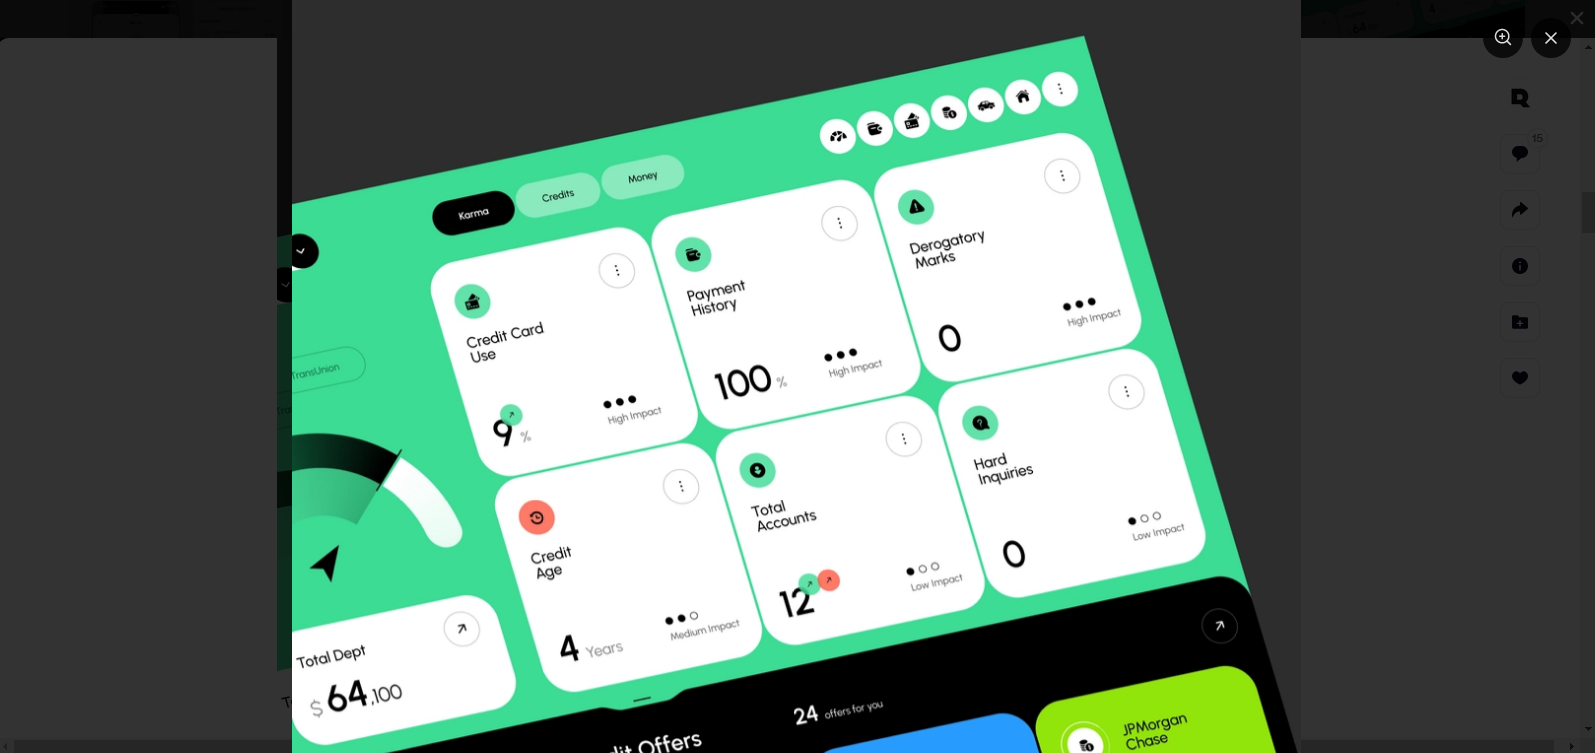 15
Karma
Credits
Money
TransUnion
Credit Card
Use
9 %
High Impact
Payment
History
100 %
High Impact
Derogatory
Marks
0
High Impact
Credit
Age
4 Years
Medium Impact
Total
Accounts
12
Low Impact
Hard
Inquiries
0
Low Impact
Total Dept
$ 64,100
24 offers for you
dit Offers
JPMorgan
Chase